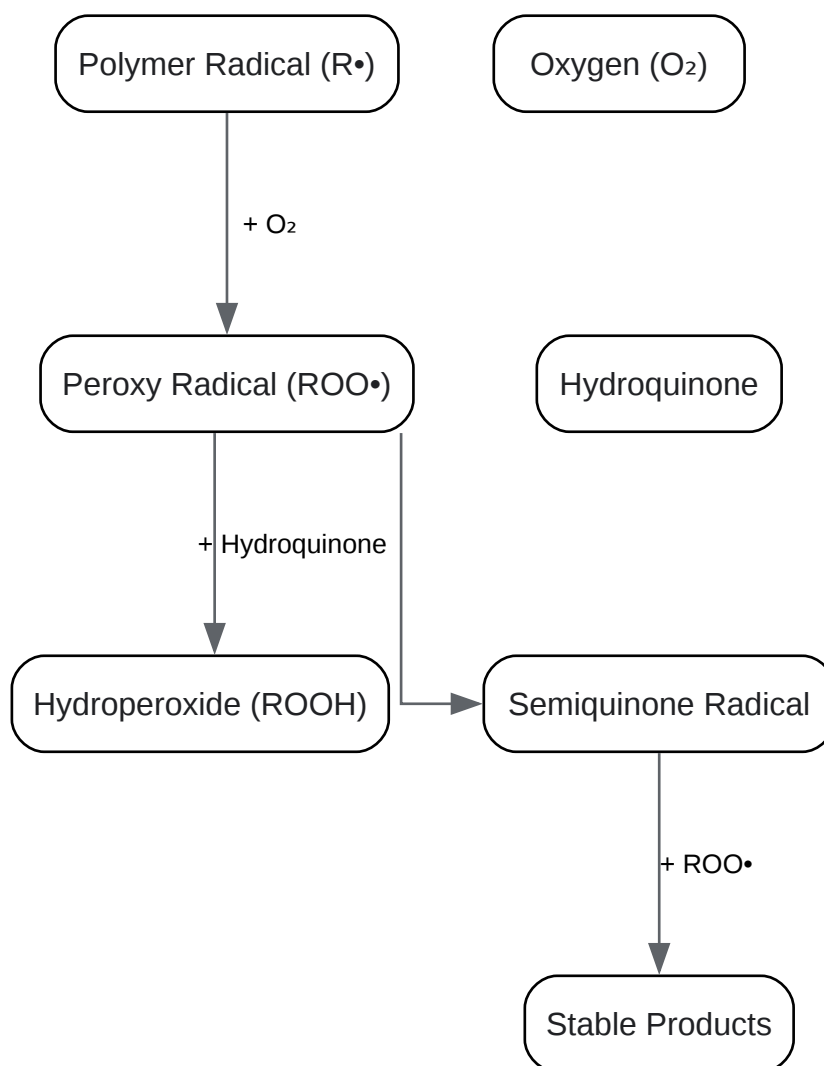 Polymer Radical (R•)
Oxygen (O₂)
+ O₂
Peroxy Radical (ROO•)
Hydroquinone
+ Hydroquinone
Hydroperoxide (ROOH)
Semiquinone Radical
+ ROO•
Stable Products